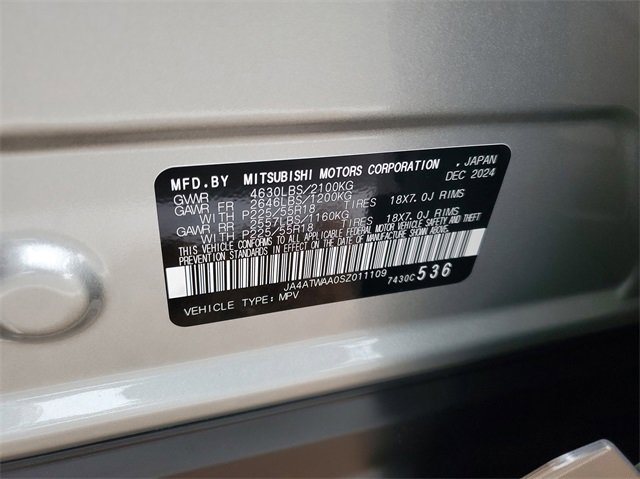 MFD.BY MITSUBISHI MOTORS CORPORATION , JAPAN
GVWR 4630LBS/2100KG DEC 2024
GAWR FR 2646LBS/1200KG
WITH P225/55R18 TIRES 18X7.0J RIMS
GAWR RR 2557LBS/1160KG
WITH P225/55R18 TIRES 18X7.0J RIMS
THIS VEHICLE CONFORMS TO ALL APPLICABLE FEDERAL MOTOR VEHICLE SAFETY AND THEFT
PREVENTION STANDARDS IN EFFECT ON THE DATE OF MANUFACTURE SHOWN ABOVE.
JA4ATWAA0SZ011109 7430C536
VEHICLE TYPE: MPV